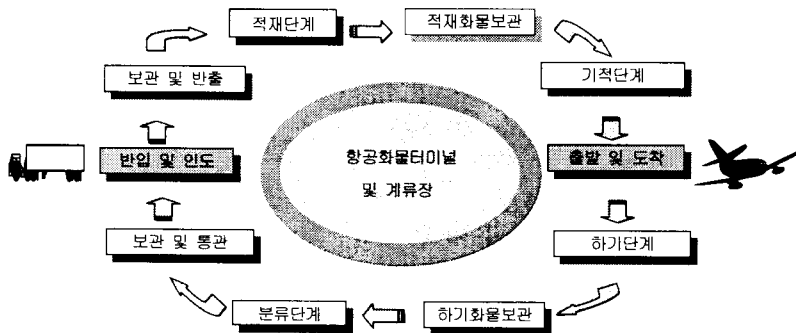 적재단계
적재화물보관
보관 및 반출
기적단계
반입 및 인도
항공화물터미널
및 계류장
출발 및 도착
보관 및 통관
하기단계
분류단계
하기화물보관